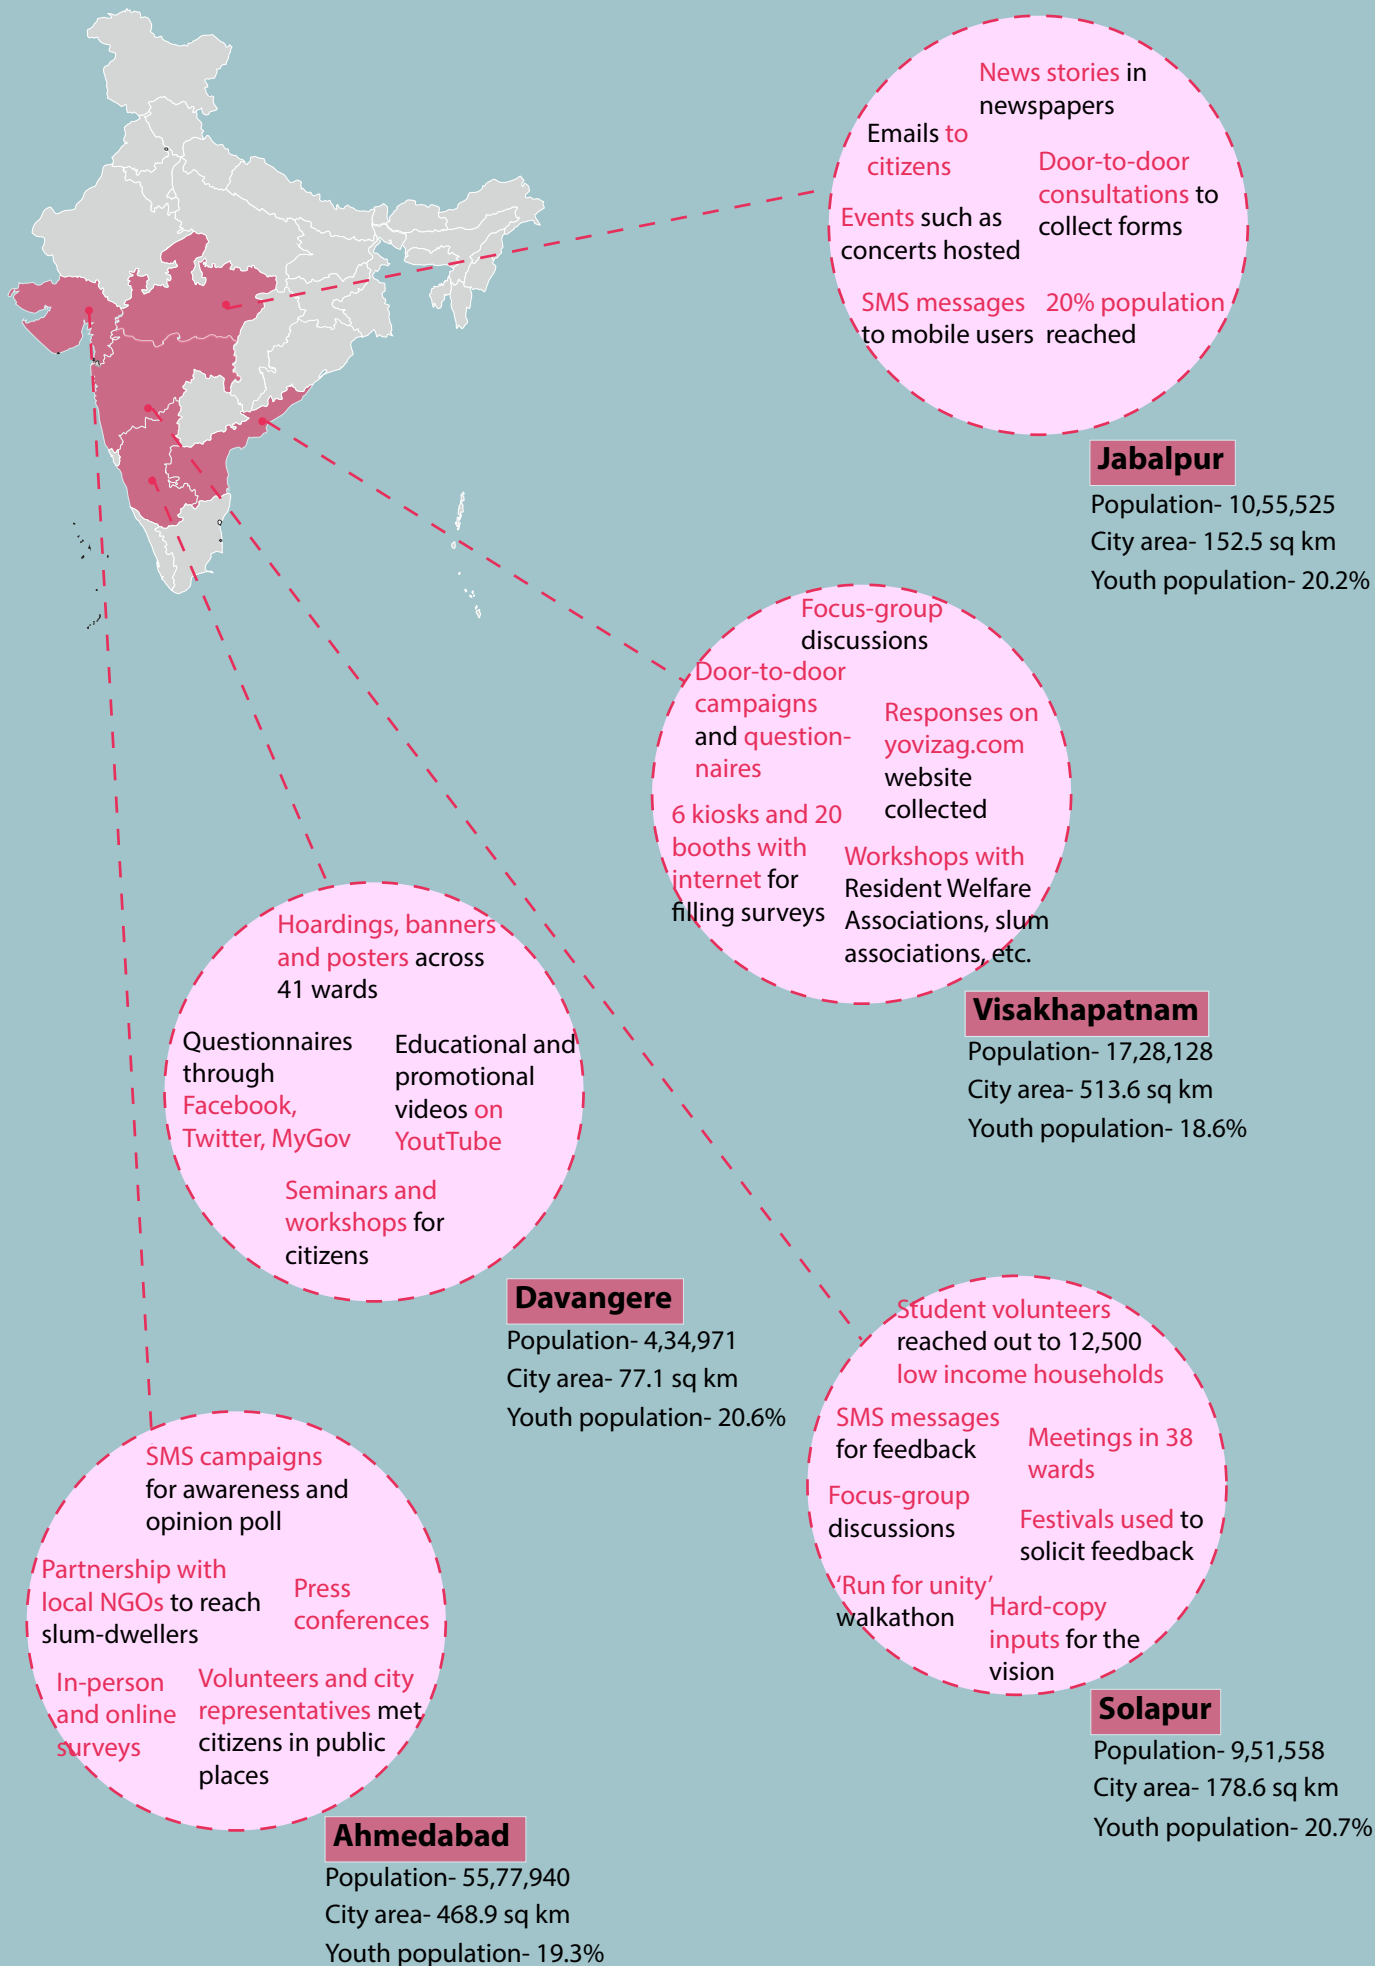 News stories in
newspapers
Emails to
citizens
Door-to-door
consultations to
collect forms
Events such as
concerts hosted
SMS messages
to mobile users
20% population
reached
Jabalpur
Population- 10,55,525
City area- 152.5 sq km
Youth population- 20.2%
Focus-group
discussions
Door-to-door
campaigns
and question-
naires
Responses on
yovizag.com
website
collected
6 kiosks and 20
booths with
internet for
filling surveys
Workshops with
Resident Welfare
Associations, slum
associations, etc.
Visakhapatnam
Population- 17,28,128
City area- 513.6 sq km
Youth population- 18.6%
Hoardings, banners
and posters across
41 wards
Questionnaires
through
Facebook,
Twitter, MyGov
Educational and
promotional
videos on
YoutTube
Seminars and
workshops for
citizens
Davangere
Population- 4,34,971
City area- 77.1 sq km
Youth population- 20.6%
Student volunteers
reached out to 12,500
low income households
SMS messages
for feedback
Meetings in 38
wards
Focus-group
discussions
Festivals used to
solicit feedback
‘Run for unity’
walkathon
Hard-copy
inputs for the
vision
Solapur
Population- 9,51,558
City area- 178.6 sq km
Youth population- 20.7%
SMS campaigns
for awareness and
opinion poll
Partnership with
local NGOs to reach
slum-dwellers
Press
conferences
In-person
and online
surveys
Volunteers and city
representatives met
citizens in public
places
Ahmedabad
Population- 55,77,940
City area- 468.9 sq km
Youth population- 19.3%